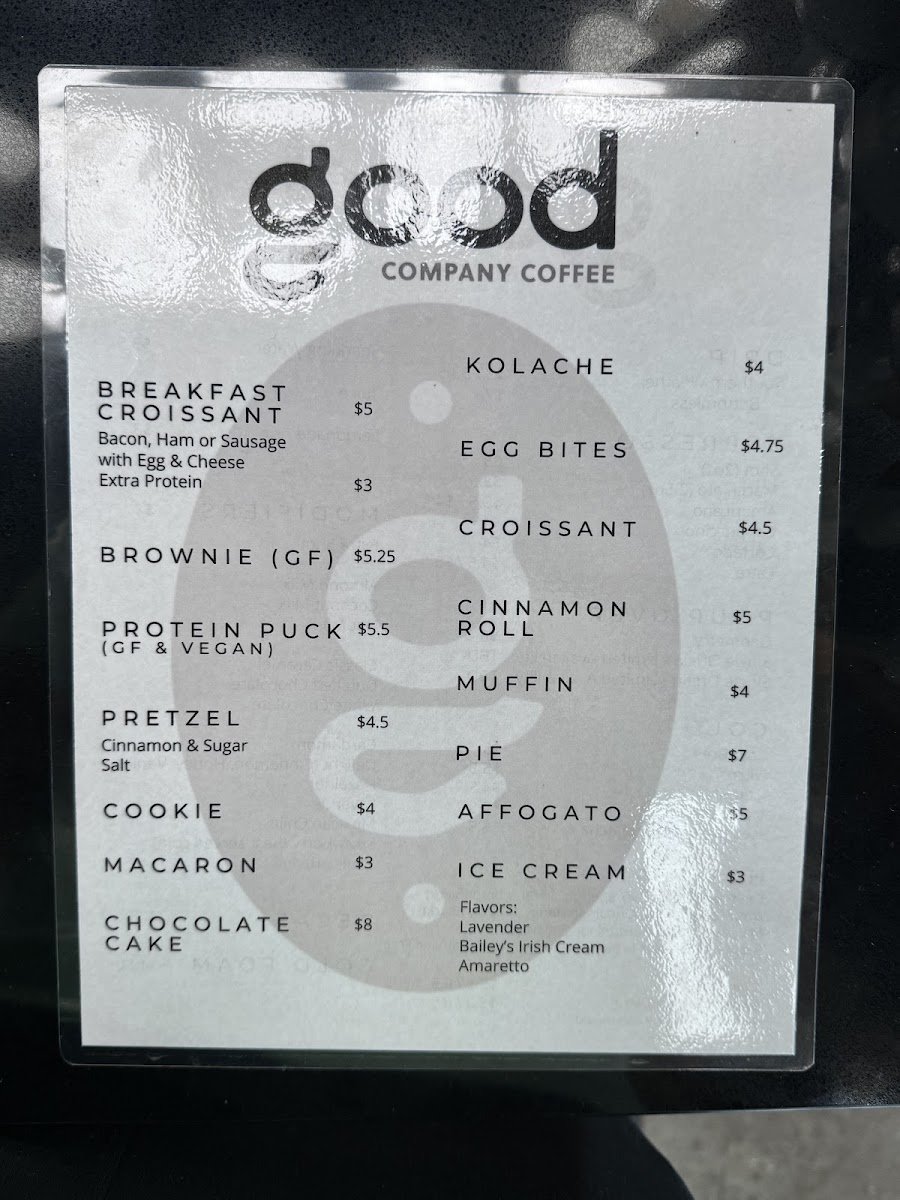 good
COMPANY COFFEE
BREAKFAST
CROISSANT $5
Bacon, Ham or Sausage
with Egg & Cheese
Extra Protein $3
BROWNIE (GF) $5.25
PROTEIN PUCK $5.5
(GF & VEGAN)
PRETZEL $4.5
Cinnamon & Sugar
Salt
COOKIE $4
MACARON $3
CHOCOLATE $8
CAKE
KOLACHE $4
EGG BITES $4.75
CROISSANT $4.5
CINNAMON
ROLL $5
MUFFIN $4
PIE $7
AFFOGATO $5
ICE CREAM $3
Flavors:
Lavender
Bailey's Irish Cream
Amaretto
g